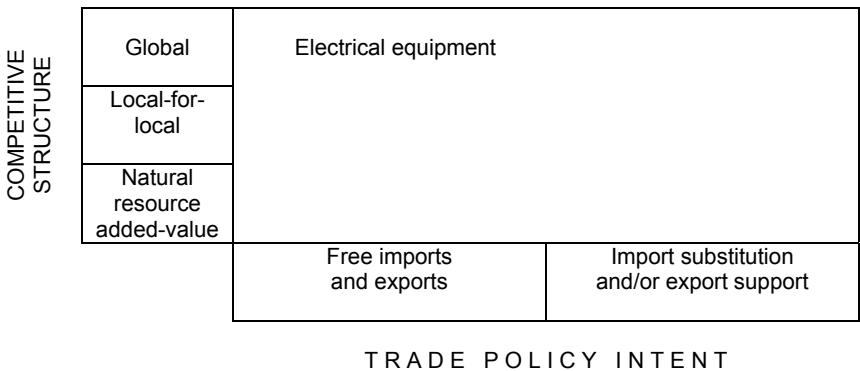 COMPETITIVE
STRUCTURE
Global
Electrical equipment
Local-for-
local
Natural
resource
added-value
Free imports
and exports
Import substitution
and/or export support
TRADE POLICY INTENT